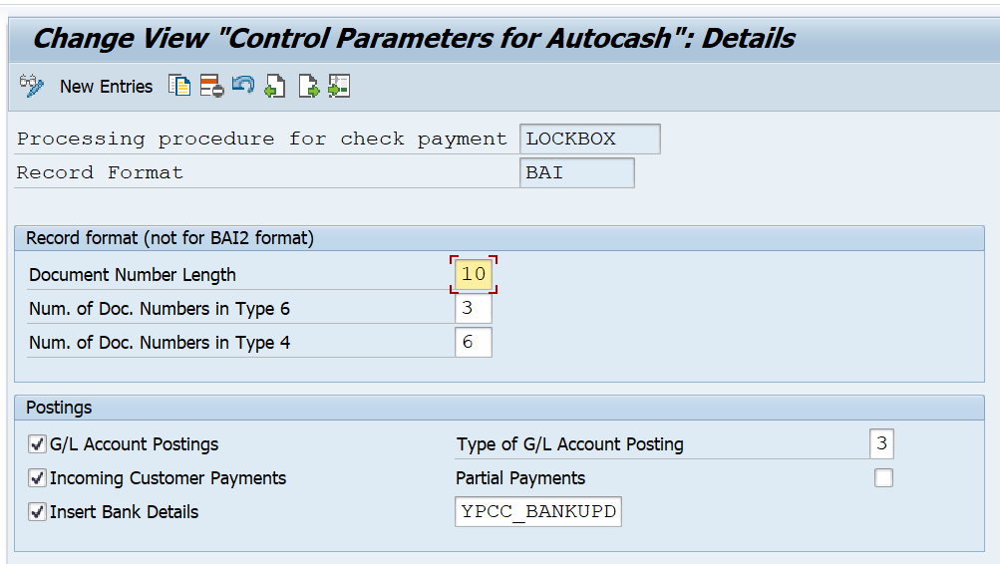 Change View "Control Parameters for Autocash": Details
New Entries
Processing procedure for check payment LOCKBOX
Record Format BAI
Record format (not for BAI2 format)
Document Number Length 10
Num. of Doc. Numbers in Type 6 3
Num. of Doc. Numbers in Type 4 6
Postings
G/L Account Postings Type of G/L Account Posting 3
Incoming Customer Payments Partial Payments
Insert Bank Details YPCC_BANKUPD